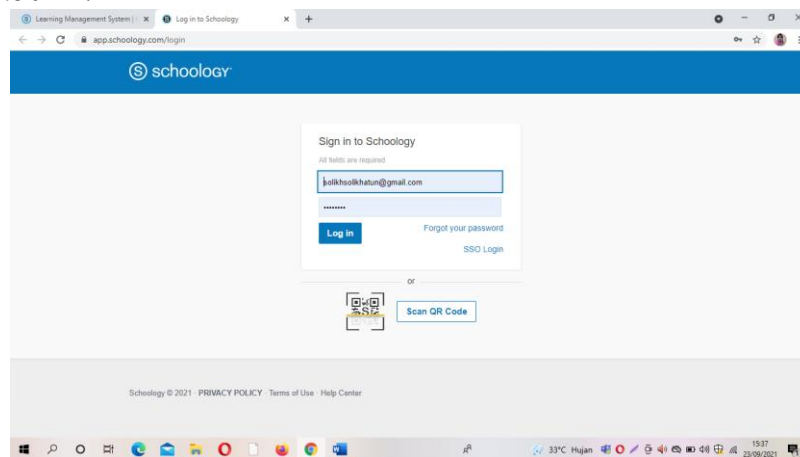 Learning Management System |
Log in to Schoology
app.schoology.com/login
schoology
Sign in to Schoology
All fields are required
solikhsolikhatun@gmail.com
••••••••
Log in
Forgot your password
SSO Login
or
Scan QR Code
Schoology © 2021 · PRIVACY POLICY · Terms of Use · Help Center
33°C Hujan
15:37
23/09/2021